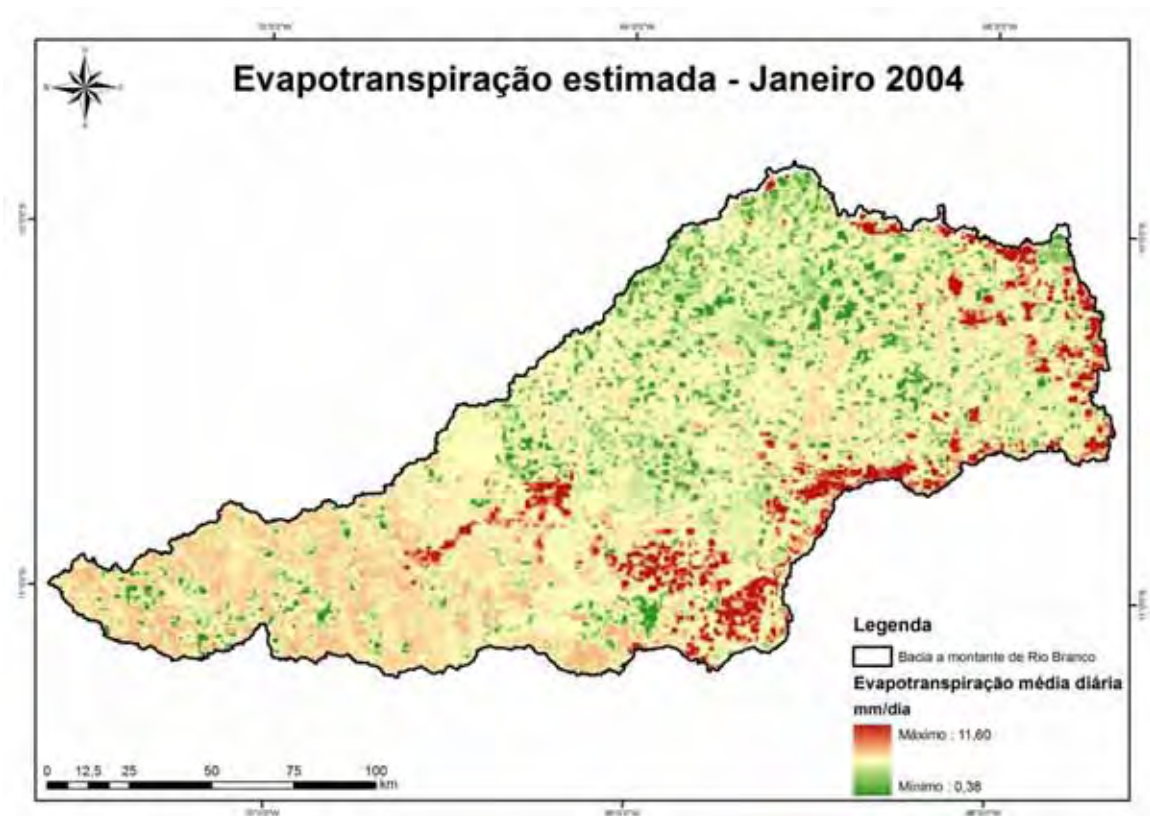 Evapotranspiração estimada - Janeiro 2004
Legenda
Bacia a montante de Rio Branco
Evapotranspiração média diária
mm/dia
Máximo : 11,60
Mínimo : 0,38
0 12,5 25 50 75 100
km